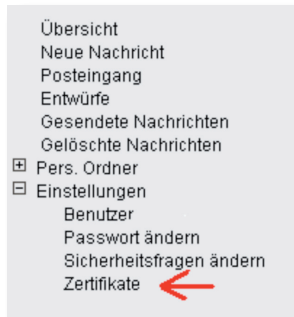 Übersicht
Neue Nachricht
Posteingang
Entwürfe
Gesendete Nachrichten
Gelöschte Nachrichten
Pers. Ordner
Einstellungen
Benutzer
Passwort ändern
Sicherheitsfragen ändern
Zertifikate